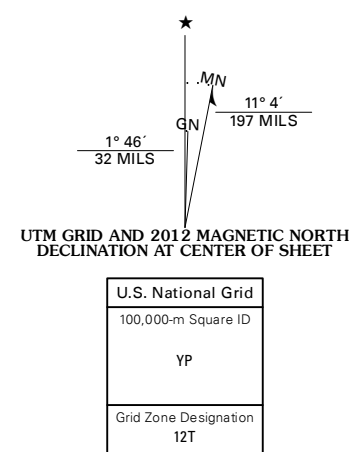 ★
MN
GN
11° 4´
197 MILS
1° 46´
32 MILS
UTM GRID AND 2012 MAGNETIC NORTH
DECLINATION AT CENTER OF SHEET
U.S. National Grid
100,000-m Square ID
YP
Grid Zone Designation
12T